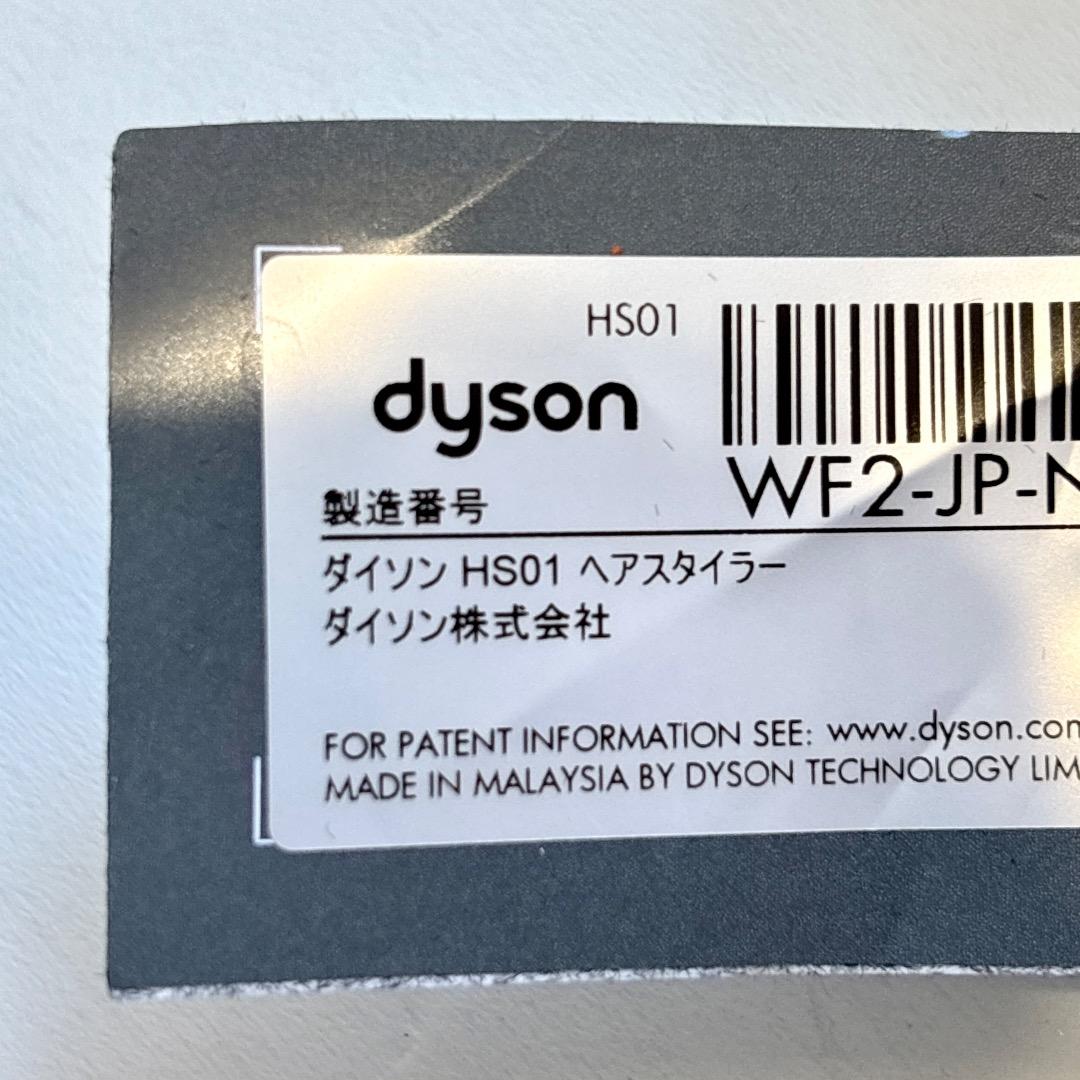 HS01
dyson
WF2-JP-N
製造番号
ダイソン HS01 ヘアスタイラー
ダイソン株式会社
FOR PATENT INFORMATION SEE: www.dyson.com
MADE IN MALAYSIA BY DYSON TECHNOLOGY LIM